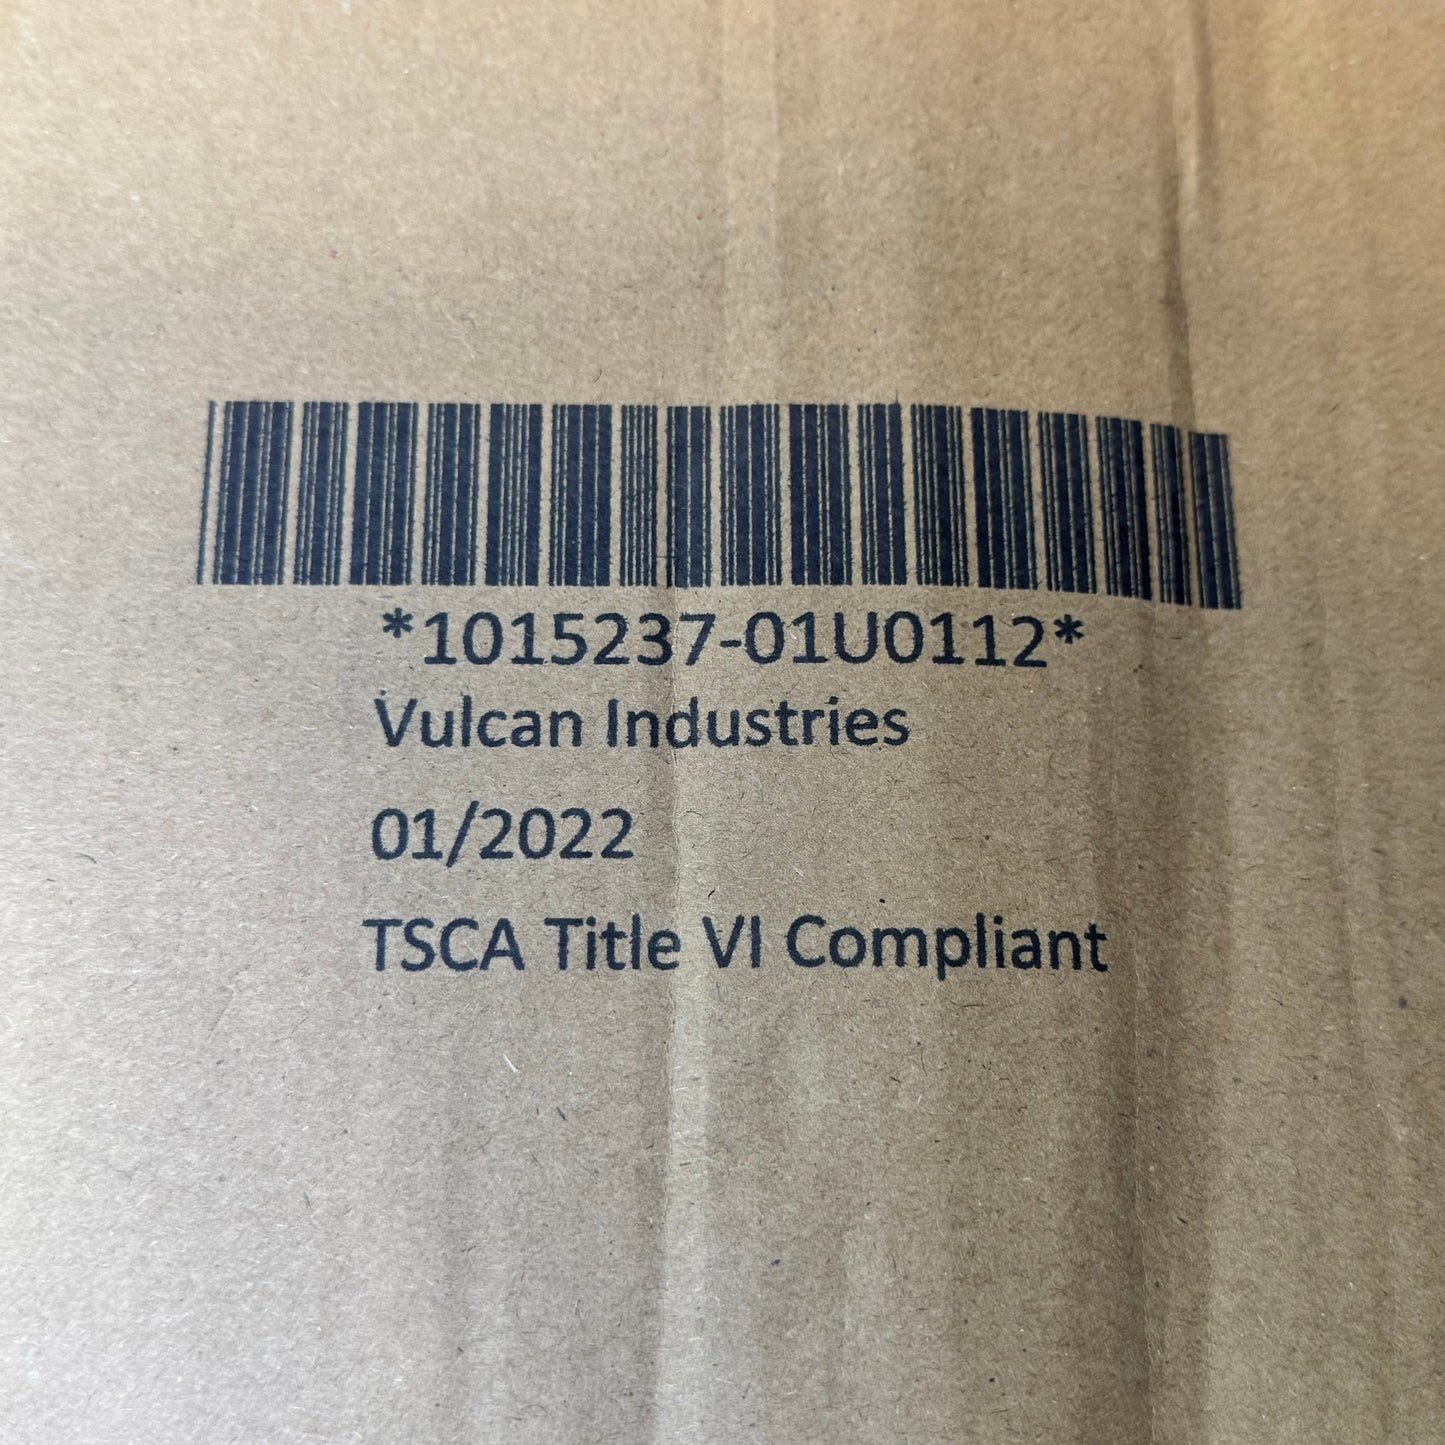 *1015237-01U0112*
Vulcan Industries
01/2022
TSCA Title VI Compliant